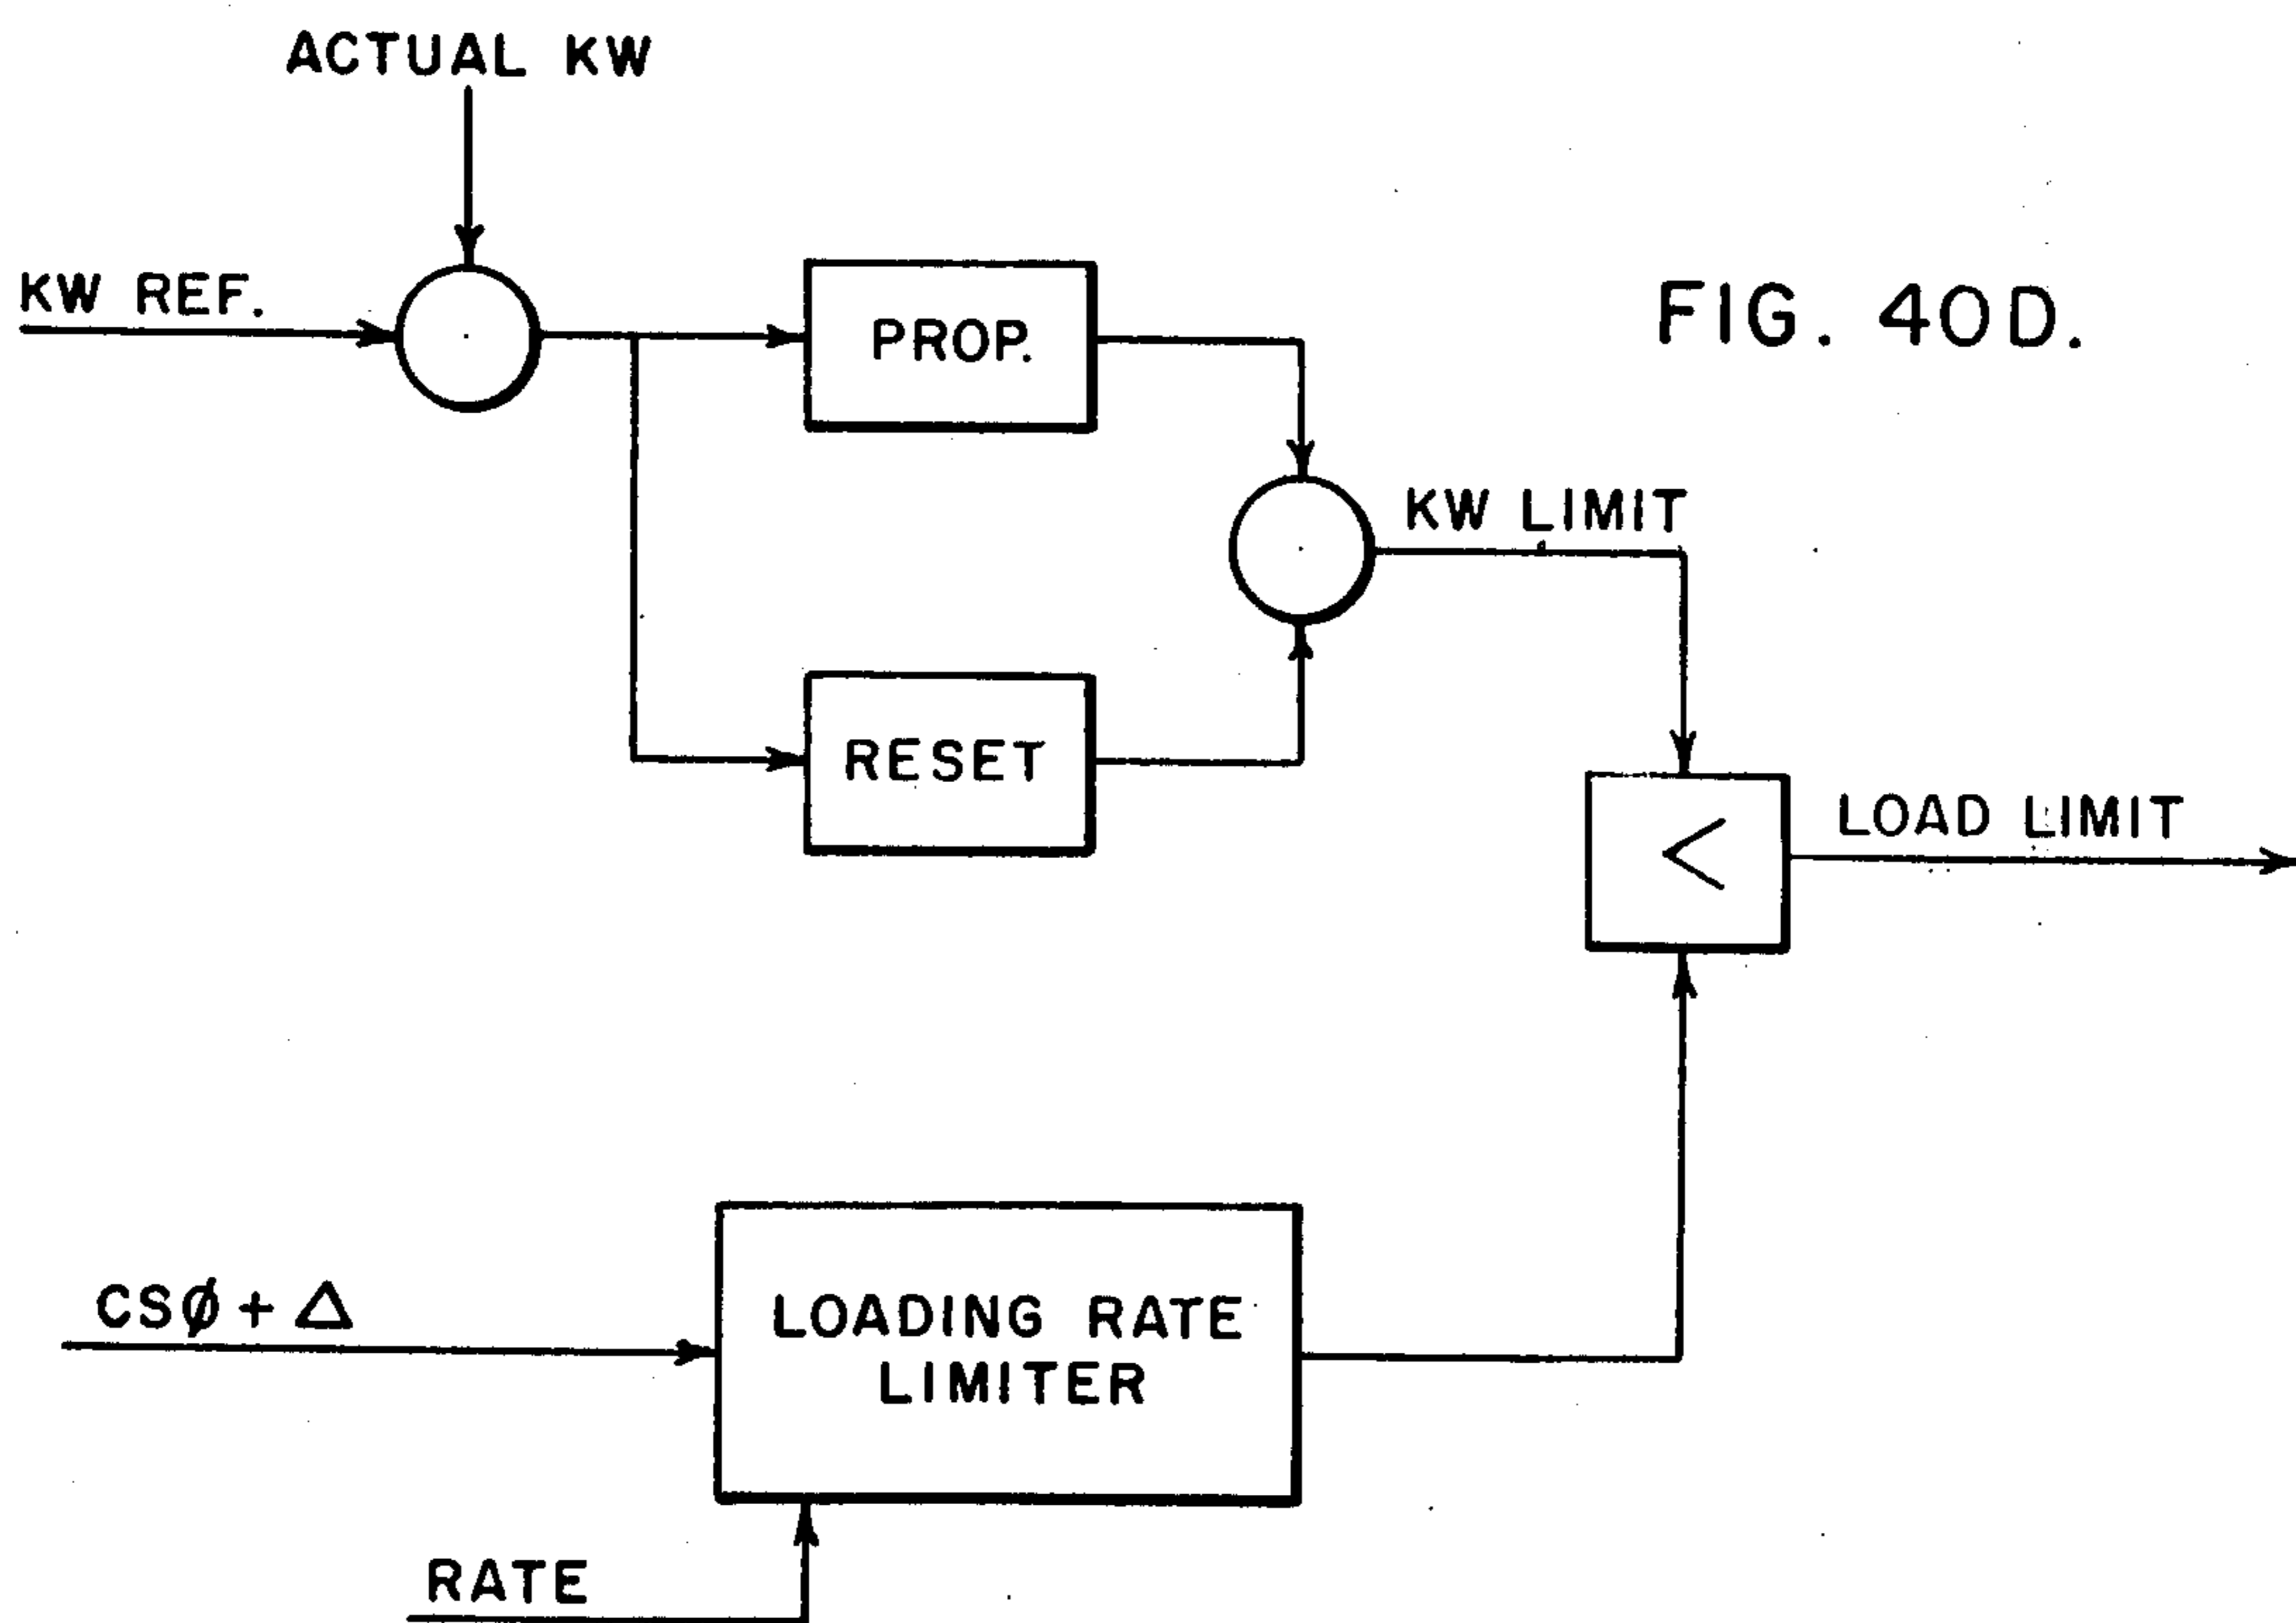 ACTUAL KW
KW REF.
PROP.
FIG. 40D.
KW LIMIT
RESET
LOAD LIMIT
<
CSØ + Δ
LOADING RATE
LIMITER
RATE